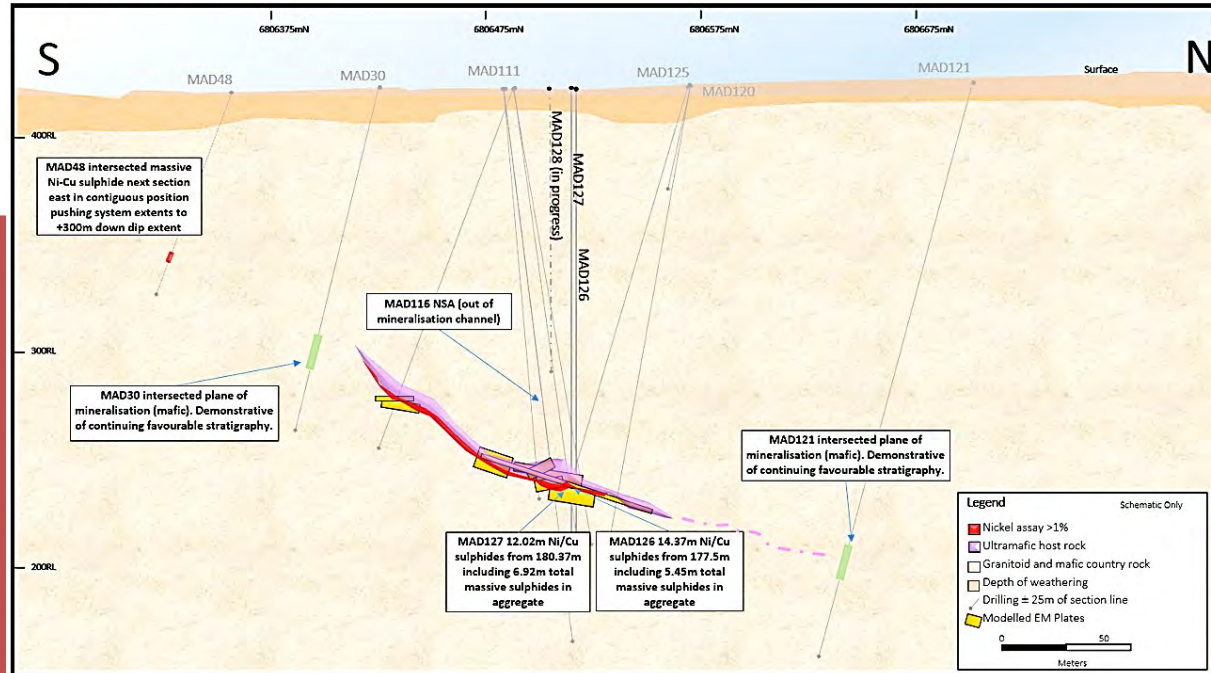 6806375mN
6806475mN
6806575mN
6806675mN
S
N
MAD48
MAD30
MAD111
MAD125
MAD120
MAD121
Surface
400RL
MAD128 (in progress)
MAD127
MAD126
MAD48 intersected massive
Ni-Cu sulphide next section
east in contiguous position
pushing system extents to
+300m down dip extent
MAD116 NSA (out of
mineralisation channel)
300RL
MAD30 intersected plane of
mineralisation (mafic). Demonstrative
of continuing favourable stratigraphy.
MAD121 intersected plane of
mineralisation (mafic). Demonstrative
of continuing favourable stratigraphy.
200RL
MAD127 12.02m Ni/Cu
sulphides from 180.37m
including 6.92m total
massive sulphides in
aggregate
MAD126 14.37m Ni/Cu
sulphides from 177.5m
including 5.45m total
massive sulphides in
aggregate
Legend
Schematic Only
Nickel assay >1%
Ultramafic host rock
Granitoid and mafic country rock
Depth of weathering
Drilling ± 25m of section line
Modelled EM Plates
0
50
Meters